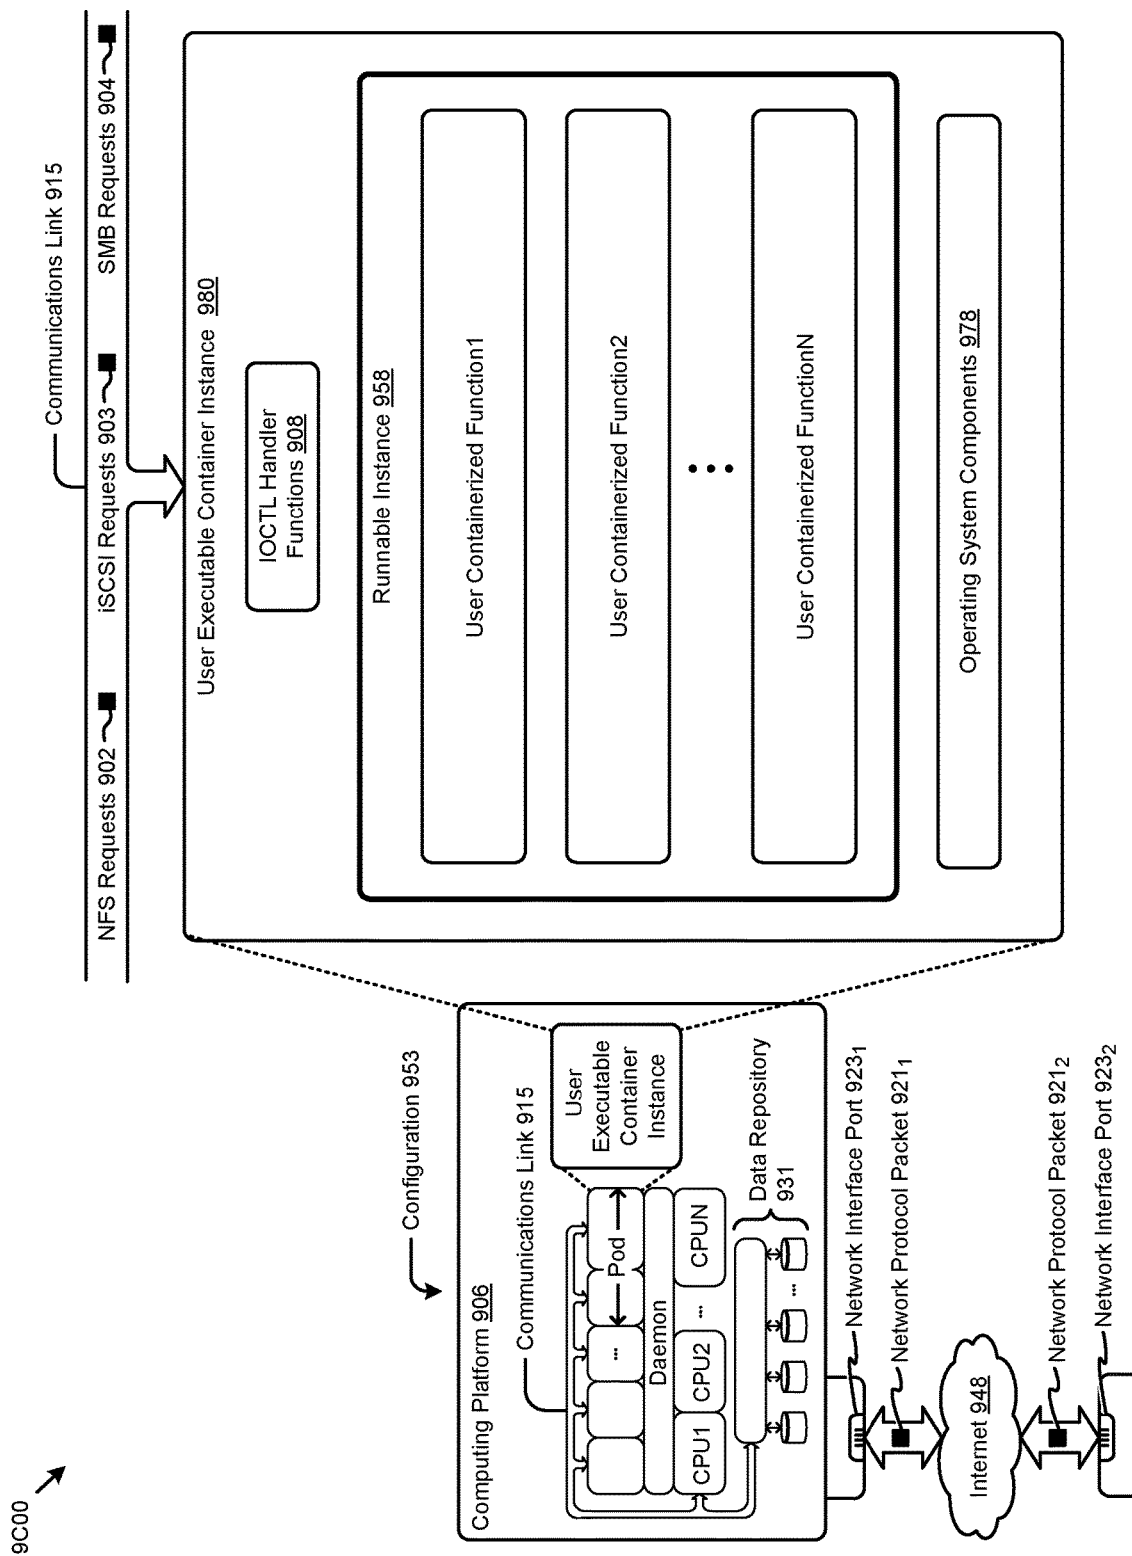 9C00
Configuration 953
Computing Platform 906
Communications Link 915
Pod
...
Daemon
CPU1
CPU2
...
CPUN
User
Executable
Container
Instance
Data Repository
931
...
Network Interface Port 923₁
Network Protocol Packet 921₁
Internet 948
Network Protocol Packet 921₂
Network Interface Port 923₂
Communications Link 915
NFS Requests 902
iSCSI Requests 903
SMB Requests 904
User Executable Container Instance 980
IOCTL Handler
Functions 908
Runnable Instance 958
User Containerized Function1
User Containerized Function2
...
User Containerized FunctionN
Operating System Components 978